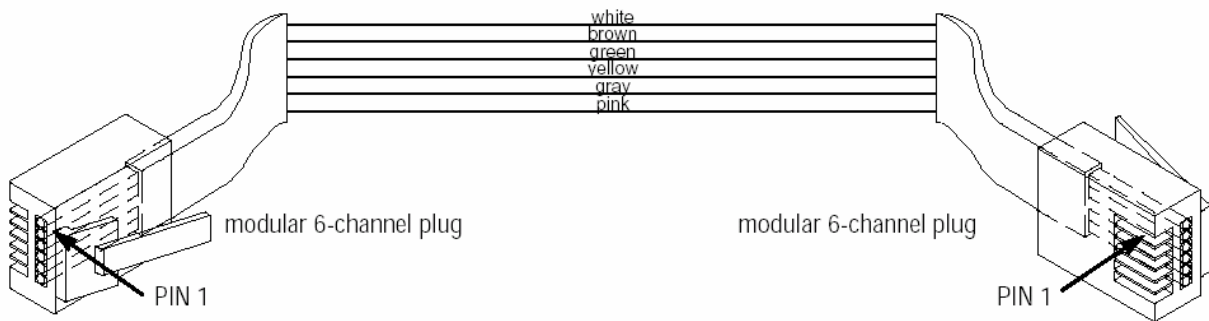 white
brown
green
yellow
gray
pink
modular 6-channel plug
modular 6-channel plug
PIN 1
PIN 1